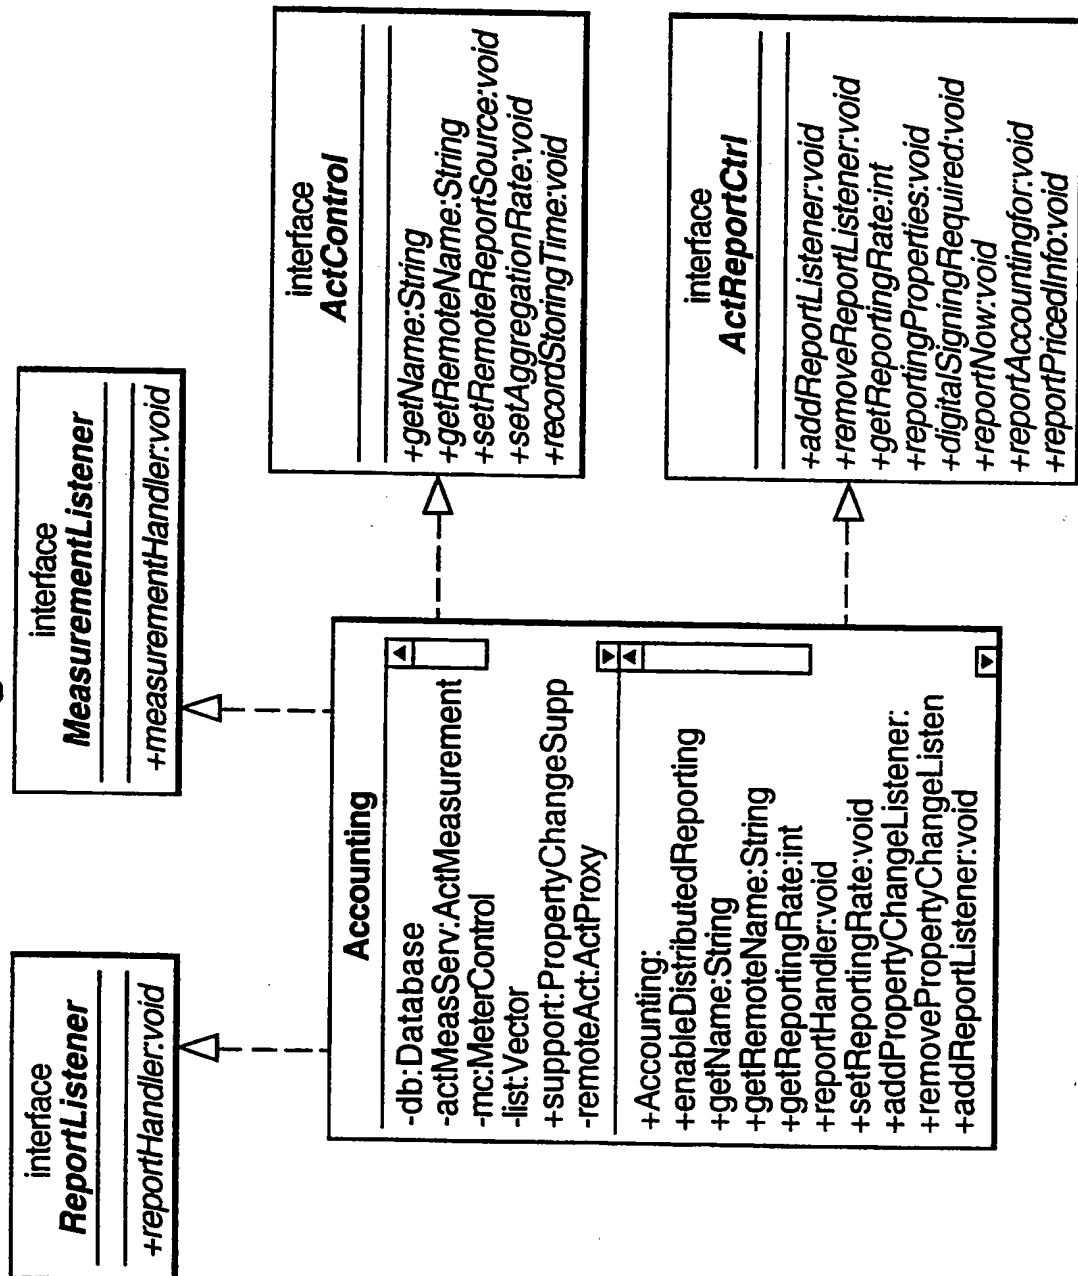 interface
ReportListener
+reportHandler:void
interface
MeasurementListener
+measurementHandler:void
Accounting
-db:Database
-actMeasServ:ActMeasurement
-mc:MeterControl
-list:Vector
+support:PropertyChangeSupp
-remoteAct:ActProxy
+Accounting:
+enableDistributedReporting
+getName:String
+getRemoteName:String
+getReportingRate:int
+reportHandler:void
+setReportingRate:void
+addPropertyChangeListener:
+removePropertyChangeListen
+addReportListener:void
interface
ActControl
+getName:String
+getRemoteName:String
+setRemoteReportSource:void
+setAggregationRate:void
+recordStoringTime:void
interface
ActReportCtrl
+addReportListener:void
+removeReportListener:void
+getReportingRate:int
+reportingProperties:void
+digitalSigningRequired:void
+reportNow:void
+reportAccountingfor:void
+reportPricedInfo:void